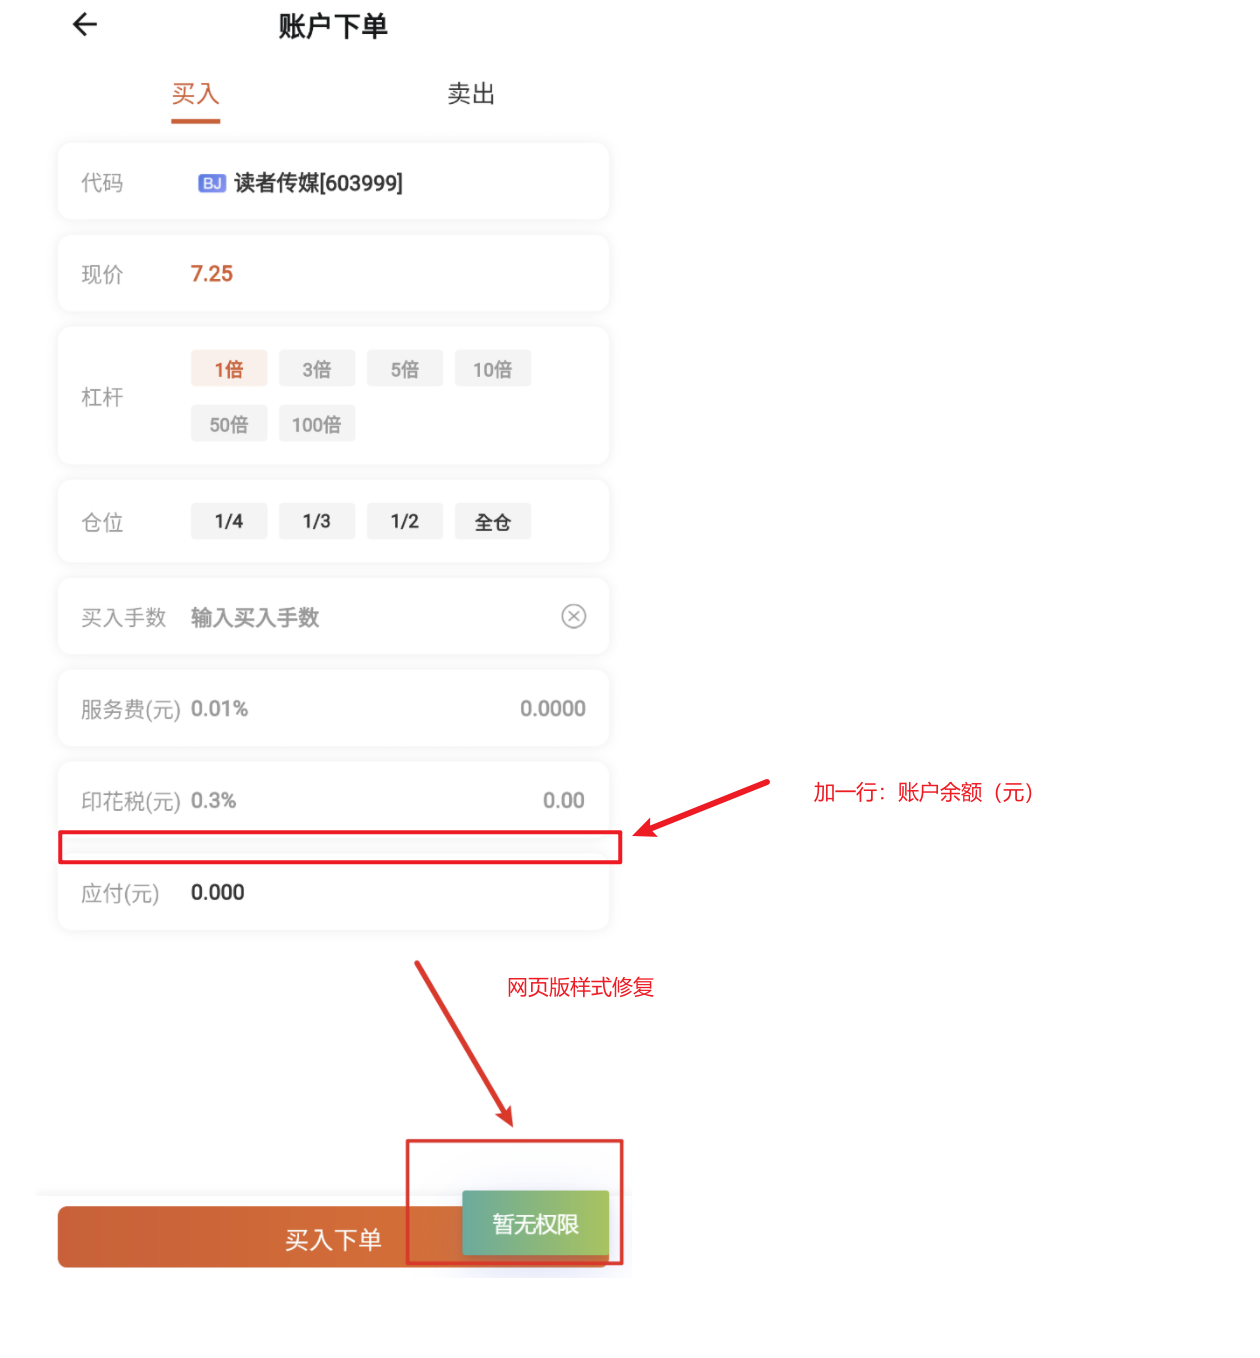 账户下单
买入 卖出
代码 BJ 读者传媒[603999]
现价 7.25
杠杆 1倍 3倍 5倍 10倍
50倍 100倍
仓位 1/4 1/3 1/2 全仓
买入手数 输入买入手数
服务费(元) 0.01% 0.0000
印花税(元) 0.3% 0.00
加一行：账户余额（元）
应付(元) 0.000
网页版样式修复
买入下单 暂无权限